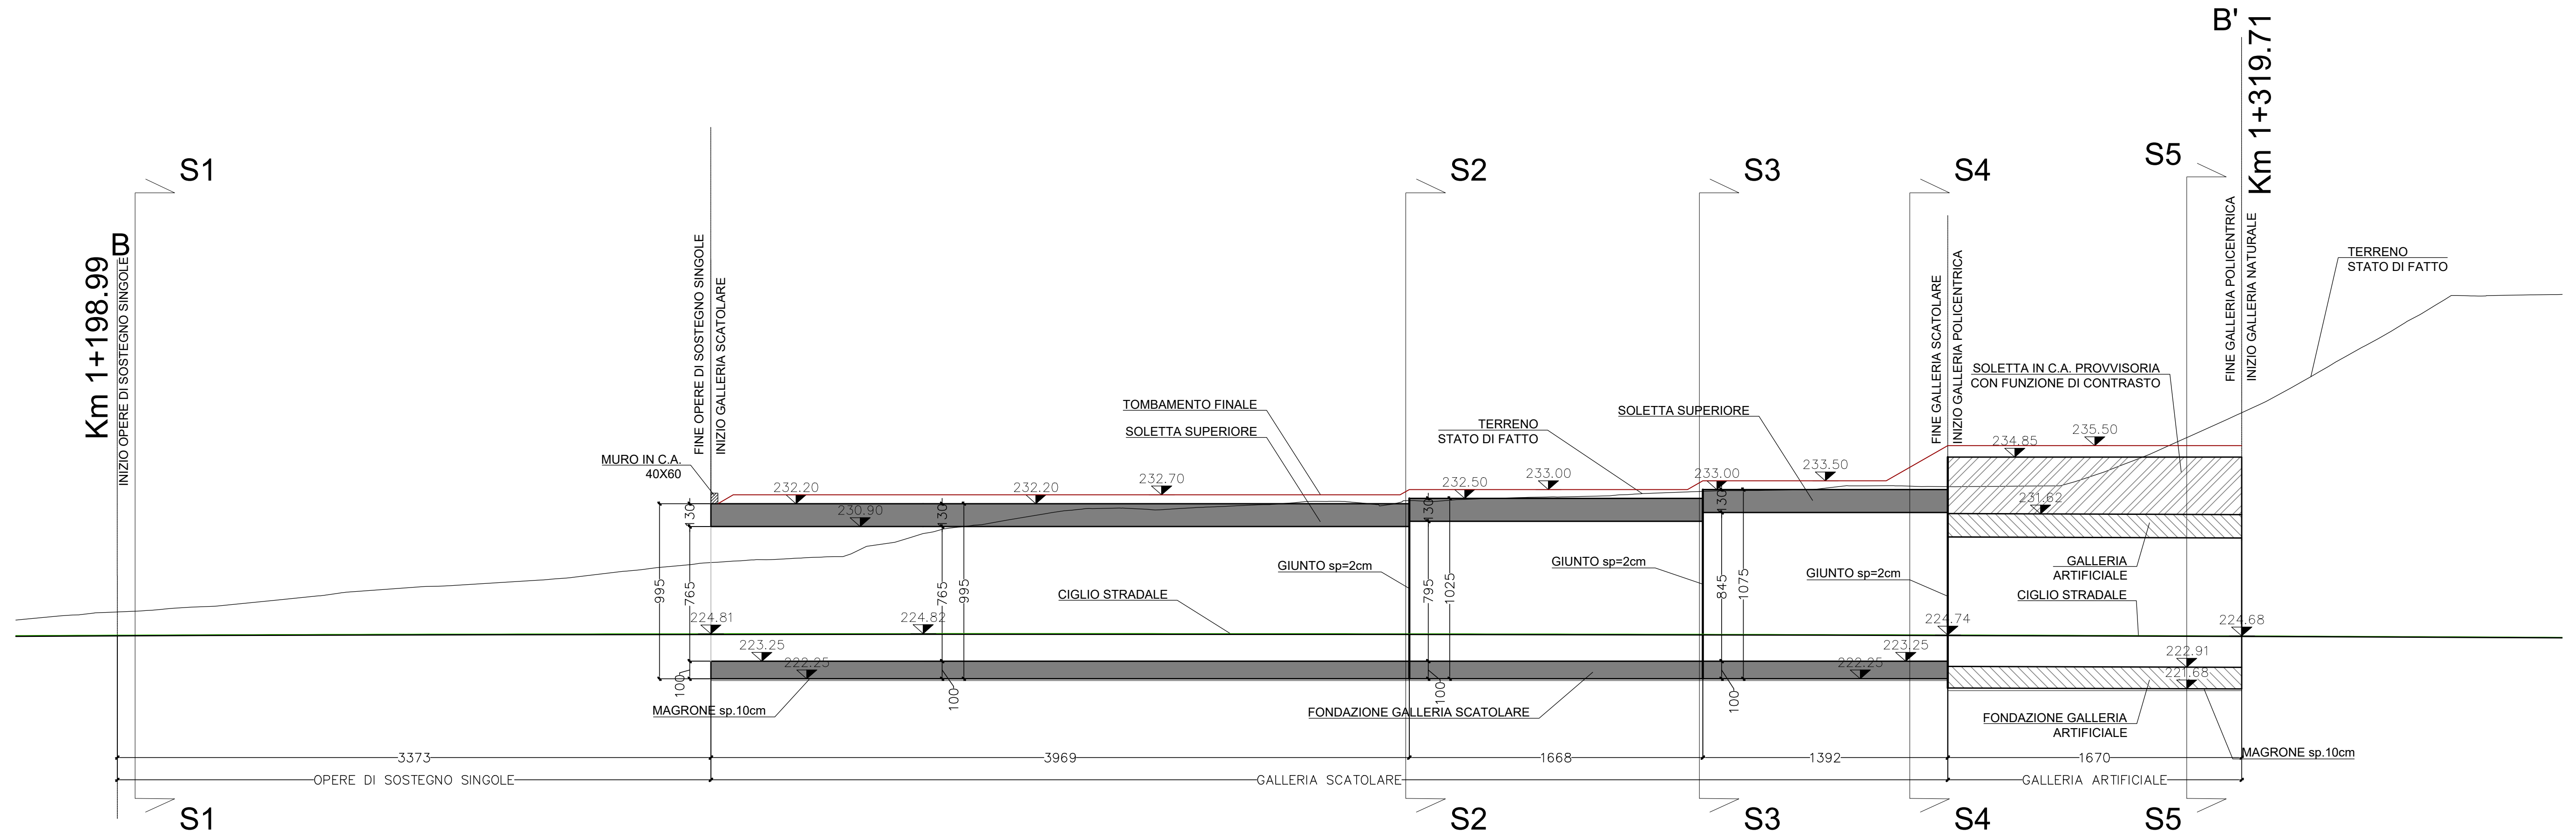 B'
Km 1+319.71
S1
S2
S3
S4
S5
B
Km 1+198.99
INIZIO OPERE DI SOSTEGNO SINGOLE
FINE OPERE DI SOSTEGNO SINGOLE
INIZIO GALLERIA SCATOLARE
FINE GALLERIA SCATOLARE
INIZIO GALLERIA POLICENTRICA
FINE GALLERIA POLICENTRICA
INIZIO GALLERIA NATURALE
TERRENO
STATO DI FATTO
SOLETTA IN C.A. PROVVISORIA
CON FUNZIONE DI CONTRASTO
TOMBAMENTO FINALE
SOLETTA SUPERIORE
TERRENO
STATO DI FATTO
SOLETTA SUPERIORE
MURO IN C.A.
40X60
232.20
232.20
232.70
232.50
233.00
233.00
233.50
234.85
235.50
230.90
231.62
130
130
130
130
995
765
765
995
795
1025
845
1075
GIUNTO sp=2cm
GIUNTO sp=2cm
GIUNTO sp=2cm
GALLERIA
ARTIFICIALE
CIGLIO STRADALE
CIGLIO STRADALE
224.81
224.82
224.74
224.68
223.25
222.25
223.25
222.25
222.91
221.68
100
100
100
100
MAGRONE sp.10cm
FONDAZIONE GALLERIA SCATOLARE
FONDAZIONE GALLERIA
ARTIFICIALE
MAGRONE sp.10cm
3373
3969
1668
1392
1670
OPERE DI SOSTEGNO SINGOLE
GALLERIA SCATOLARE
GALLERIA ARTIFICIALE
S1
S2
S3
S4
S5